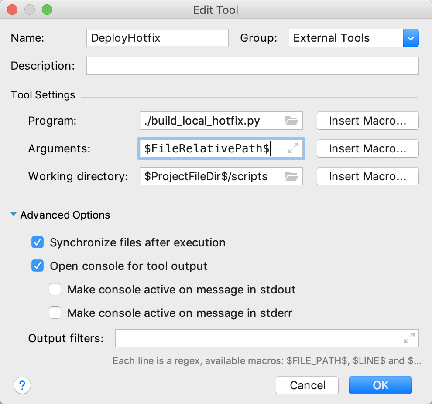 Edit Tool
Name: DeployHotfix Group: External Tools
Description:
Tool Settings
Program: ./build_local_hotfix.py Insert Macro...
Arguments: $FileRelativePath$ Insert Macro...
Working directory: $ProjectFileDir$/scripts Insert Macro...
Advanced Options
Synchronize files after execution
Open console for tool output
Make console active on message in stdout
Make console active on message in stderr
Output filters:
Each line is a regex, available macros: $FILE_PATH$, $LINE$ and $...
? Cancel OK